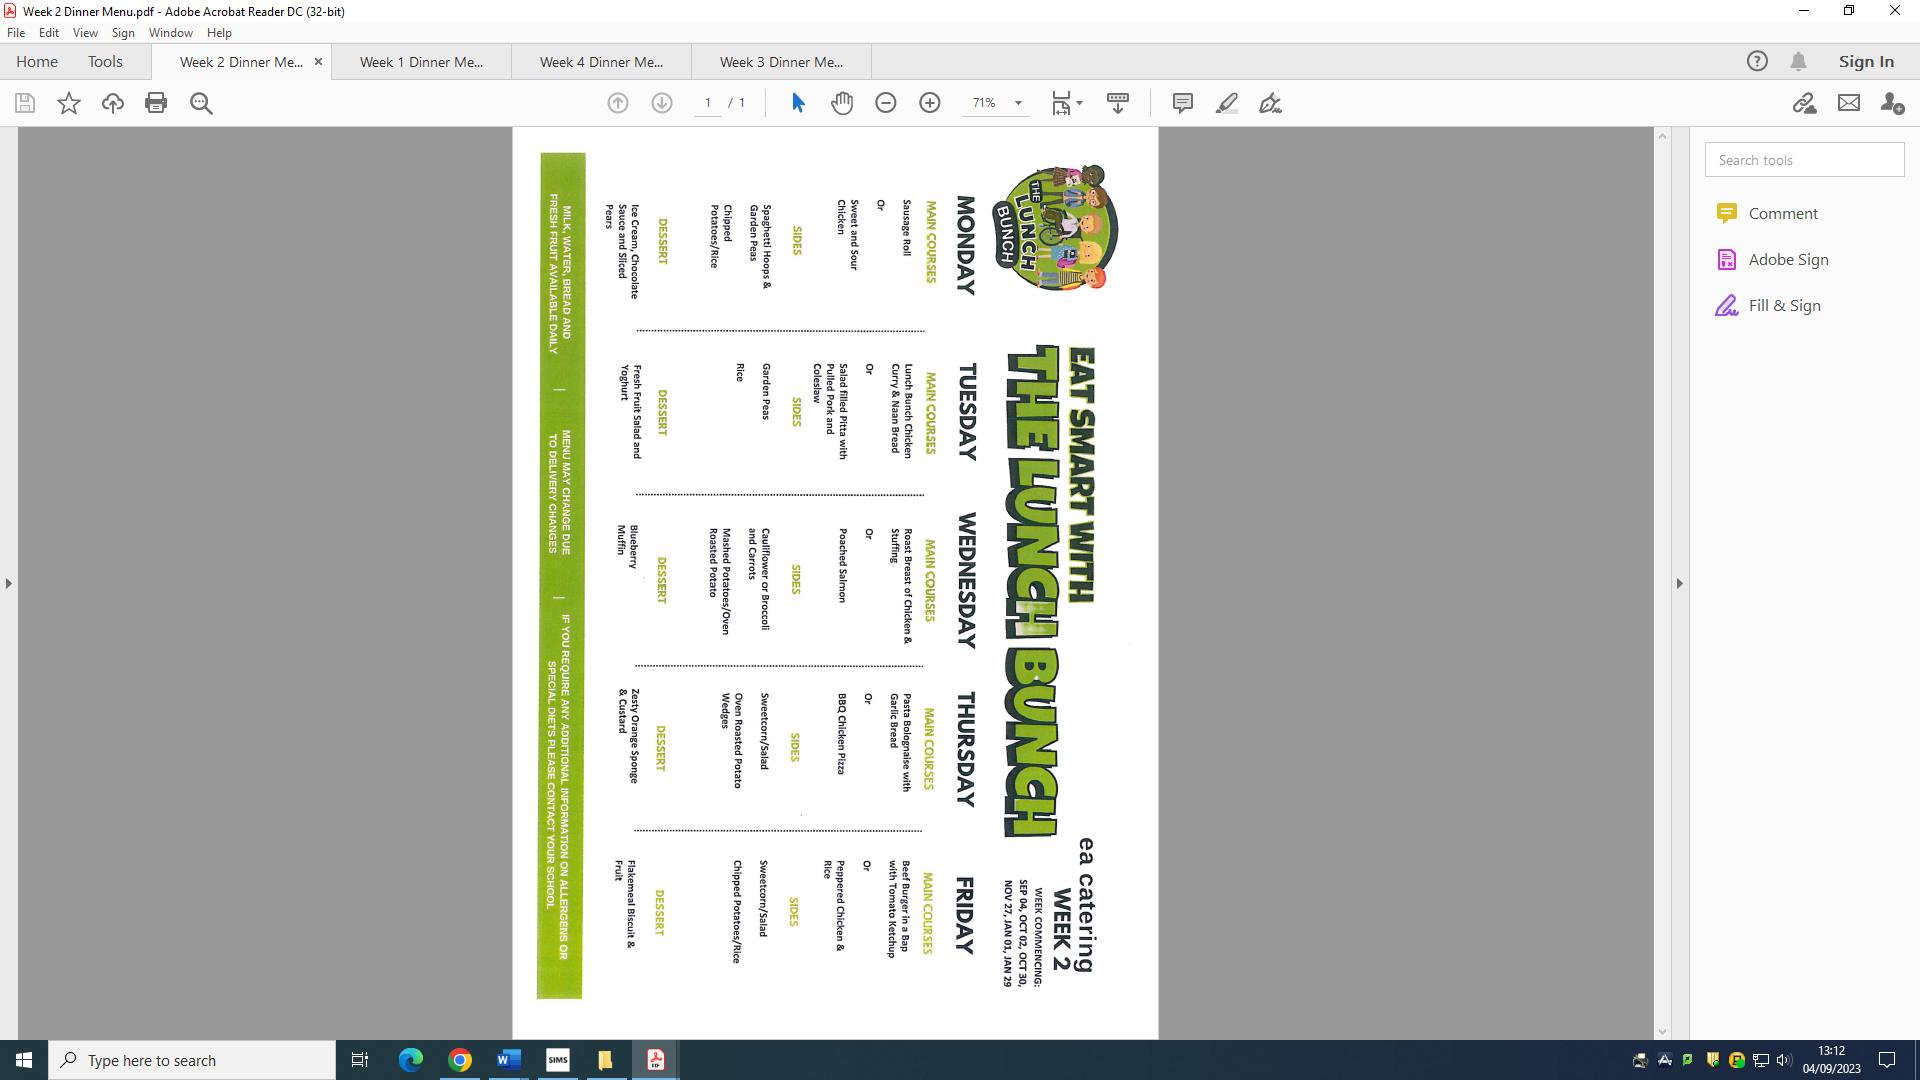 Week 2 Dinner Menu.pdf - Adobe Acrobat Reader DC (32-bit)
File Edit View Sign Window Help
Home Tools Week 2 Dinner Me... Week 1 Dinner Me... Week 4 Dinner Me... Week 3 Dinner Me... Sign In
1 / 1 71%
Search tools
Comment
Adobe Sign
Fill & Sign
THE
LUNCH
BUNCH
EAT SMART WITH
THE LUNCH BUNCH
ea catering
WEEK 2
WEEK COMMENCING:
SEP 04, OCT 02, OCT 30,
NOV 27, JAN 01, JAN 29
MONDAY
MAIN COURSES
Sausage Roll
Or
Sweet and Sour
Chicken
SIDES
Spaghetti Hoops &
Garden Peas
Chipped
Potatoes/Rice
DESSERT
Ice Cream, Chocolate
Sauce and Sliced
Pears
TUESDAY
MAIN COURSES
Lunch Bunch Chicken
Curry & Naan Bread
Or
Salad filled Pitta with
Pulled Pork and
Coleslaw
SIDES
Garden Peas
Rice
DESSERT
Fresh Fruit Salad and
Yoghurt
WEDNESDAY
MAIN COURSES
Roast Breast of Chicken &
Stuffing
Or
Poached Salmon
SIDES
Cauliflower or Broccoli
and Carrots
Mashed Potatoes/Oven
Roasted Potato
DESSERT
Blueberry
Muffin
THURSDAY
MAIN COURSES
Pasta Bolognaise with
Garlic Bread
Or
BBQ Chicken Pizza
SIDES
Sweetcorn/Salad
Oven Roasted Potato
Wedges
DESSERT
Zesty Orange Sponge
& Custard
FRIDAY
MAIN COURSES
Beef Burger in a Bap
with Tomato Ketchup
Or
Peppered Chicken &
Rice
SIDES
Sweetcorn/Salad
Chipped Potatoes/Rice
DESSERT
Flakemeal Biscuit &
Fruit
MILK, WATER, BREAD AND
FRESH FRUIT AVAILABLE DAILY
MENU MAY CHANGE DUE
TO DELIVERY CHANGES
IF YOU REQUIRE ANY ADDITIONAL INFORMATION ON ALLERGENS OR
SPECIAL DIETS PLEASE CONTACT YOUR SCHOOL
Type here to search
SIMS
13:12
04/09/2023